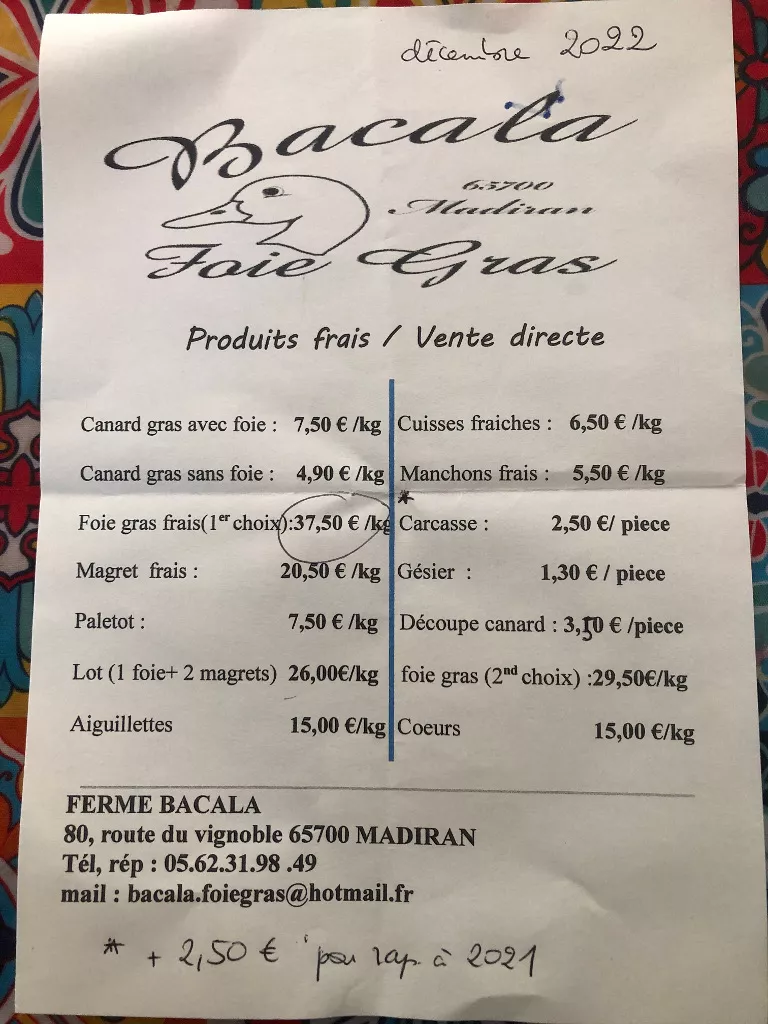 décembre 2022
Bacala
65700
Madiran
Foie Gras
Produits frais / Vente directe
Canard gras avec foie : 7,50 € /kg
Canard gras sans foie : 4,90 € /kg
Foie gras frais(1er choix):37,50 € /kg
Magret frais : 20,50 € /kg
Paletot : 7,50 € /kg
Lot (1 foie+ 2 magrets) 26,00€/kg
Aiguillettes 15,00 €/kg
Cuisses fraiches : 6,50 € /kg
Manchons frais : 5,50 € /kg
*
Carcasse : 2,50 €/ piece
Gésier : 1,30 € / piece
Découpe canard : 3,50 € /piece
foie gras (2nd choix) :29,50€/kg
Coeurs 15,00 €/kg
FERME BACALA
80, route du vignoble 65700 MADIRAN
Tél, rép : 05.62.31.98 .49
mail : bacala.foiegras@hotmail.fr
* + 2,50 € par rap. à 2021